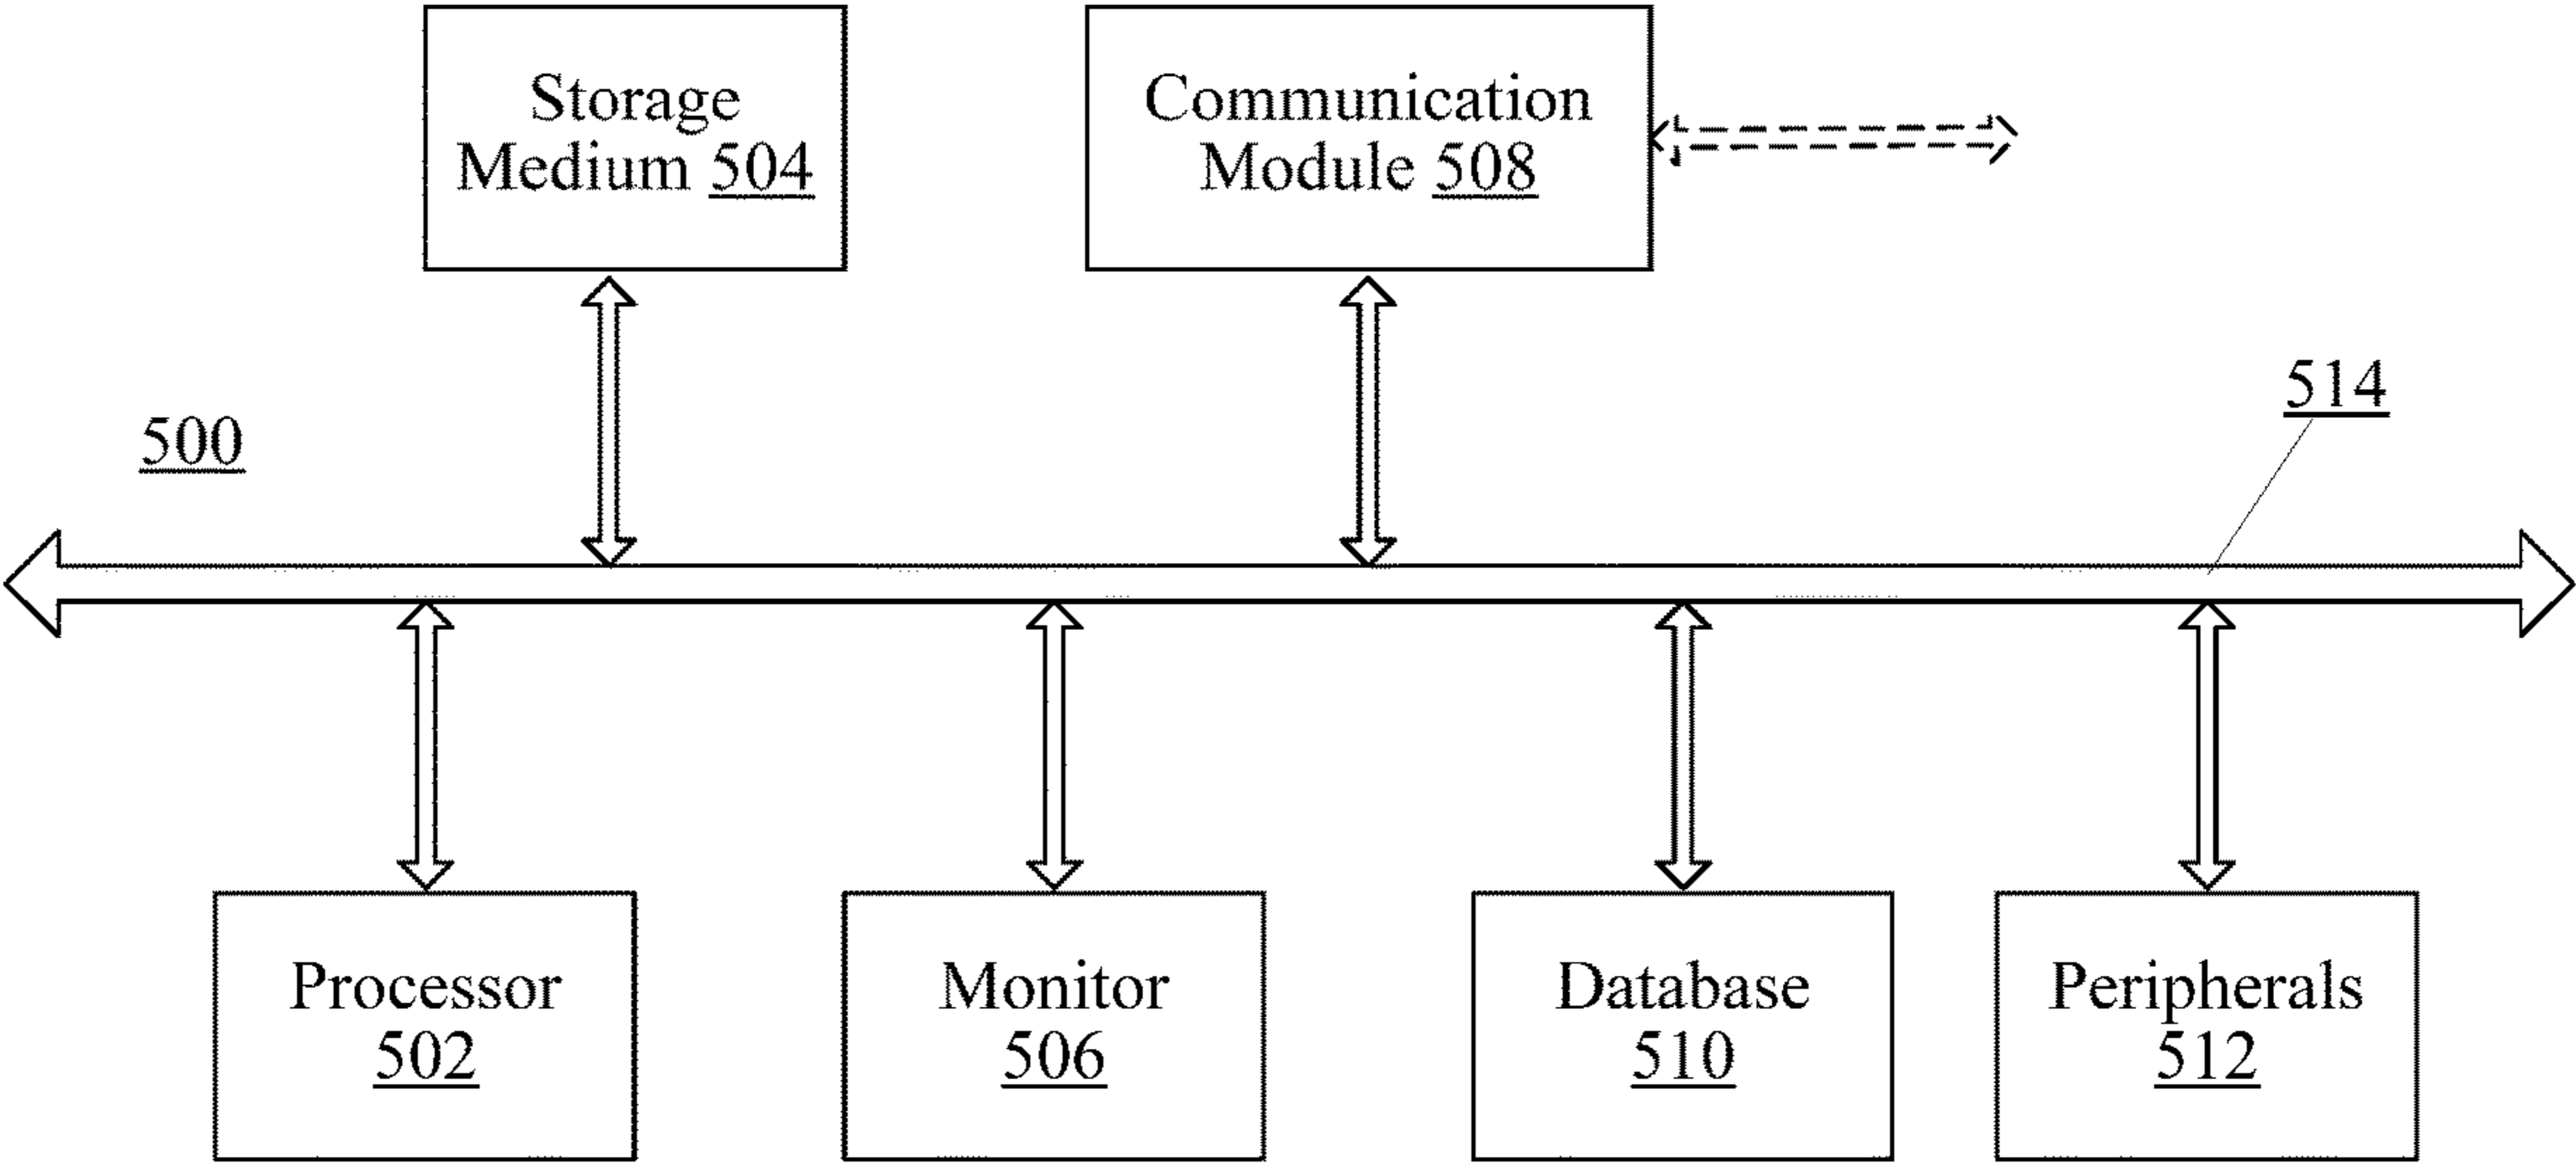 Storage
Medium 504
Communication
Module 508
500
514
Processor
502
Monitor
506
Database
510
Peripherals
512